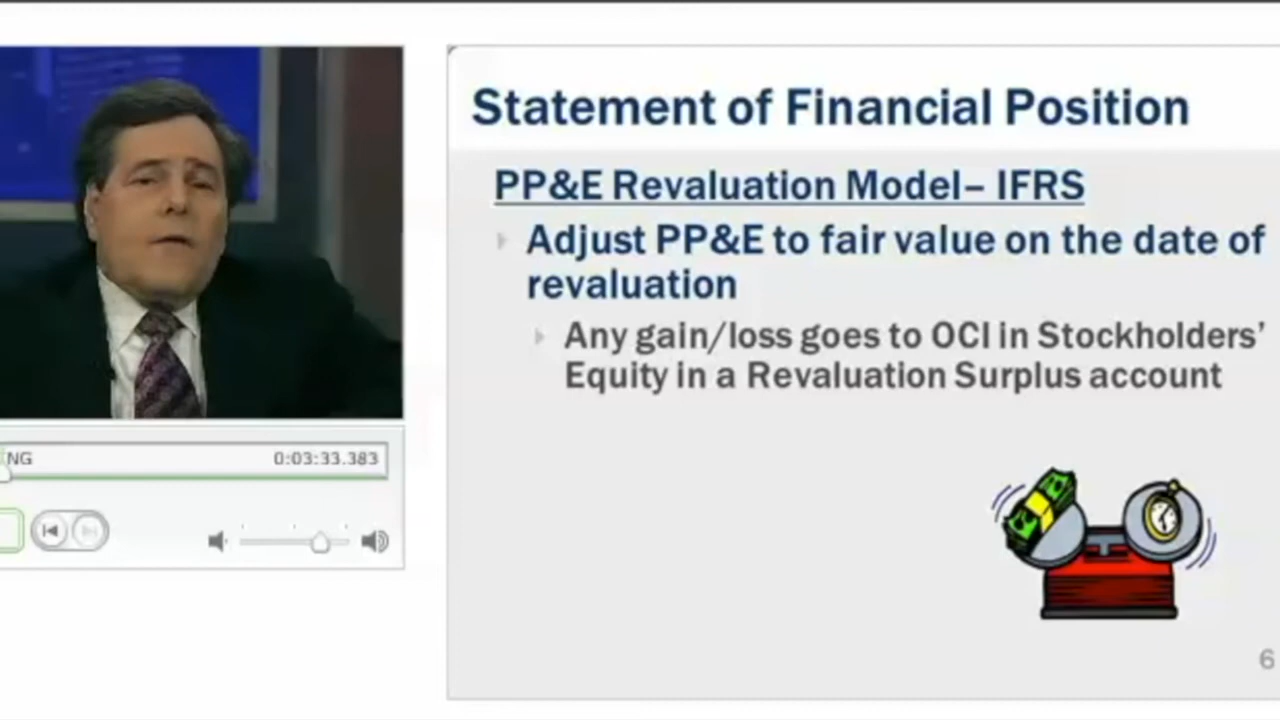 Statement of Financial Position
PP&E Revaluation Model– IFRS
Adjust PP&E to fair value on the date of
revaluation
Any gain/loss goes to OCI in Stockholders’
Equity in a Revaluation Surplus account
NG
0:03:33.383
6